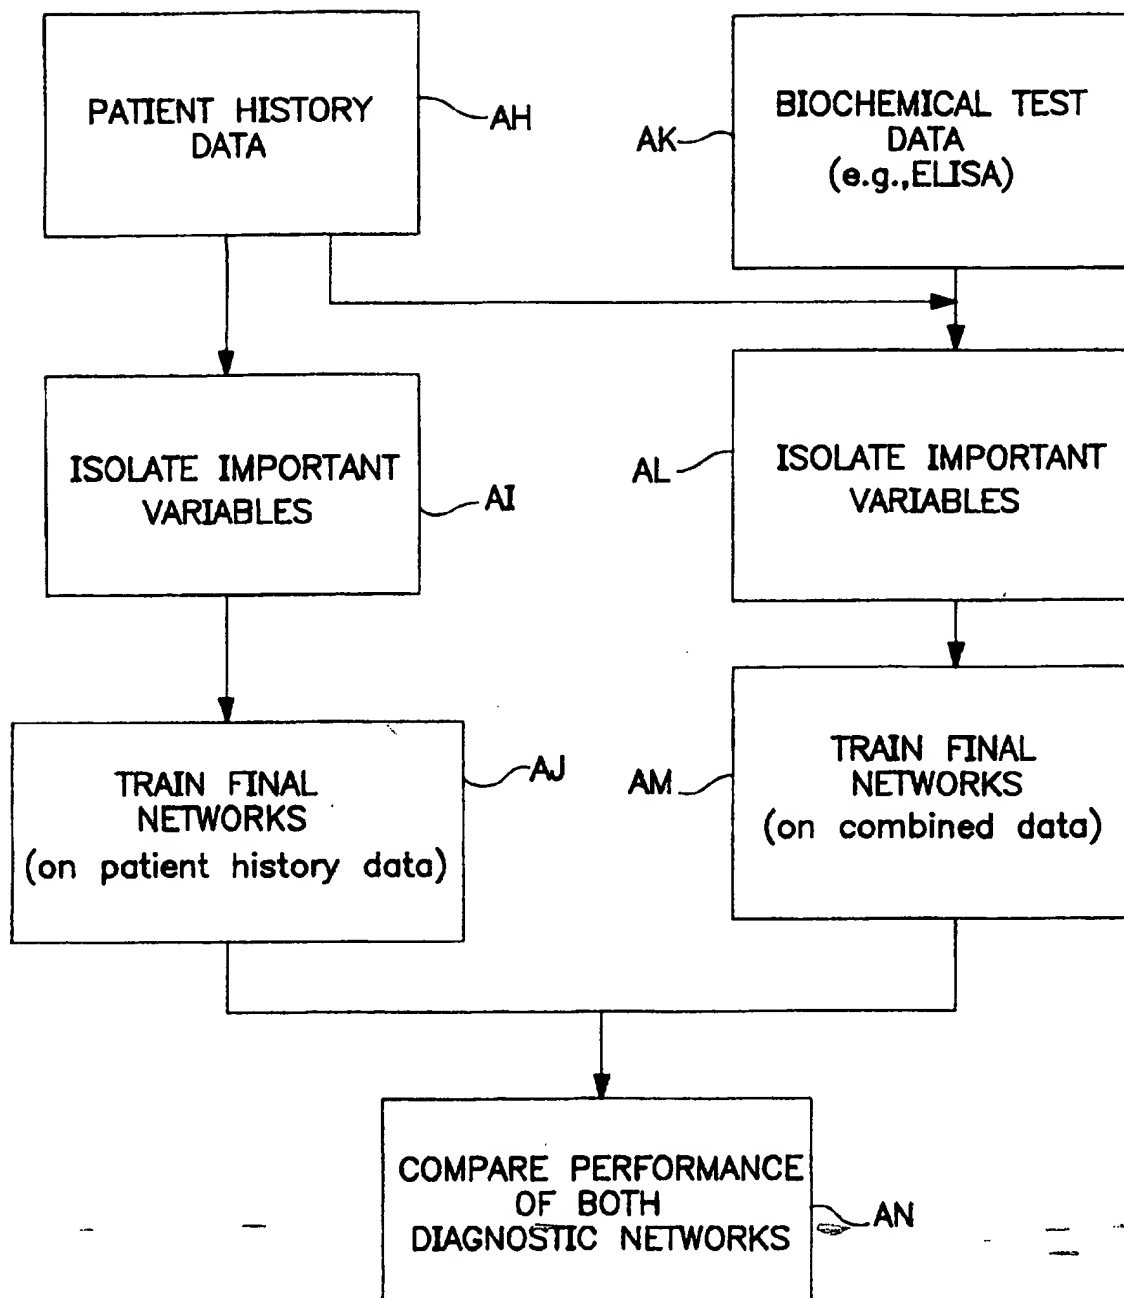 PATIENT HISTORY
DATA
AH
BIOCHEMICAL TEST
DATA
(e.g.,ELISA)
AK
ISOLATE IMPORTANT
VARIABLES
AI
ISOLATE IMPORTANT
VARIABLES
AL
TRAIN FINAL
NETWORKS
(on patient history data)
AJ
TRAIN FINAL
NETWORKS
(on combined data)
AM
COMPARE PERFORMANCE
OF BOTH
DIAGNOSTIC NETWORKS
AN